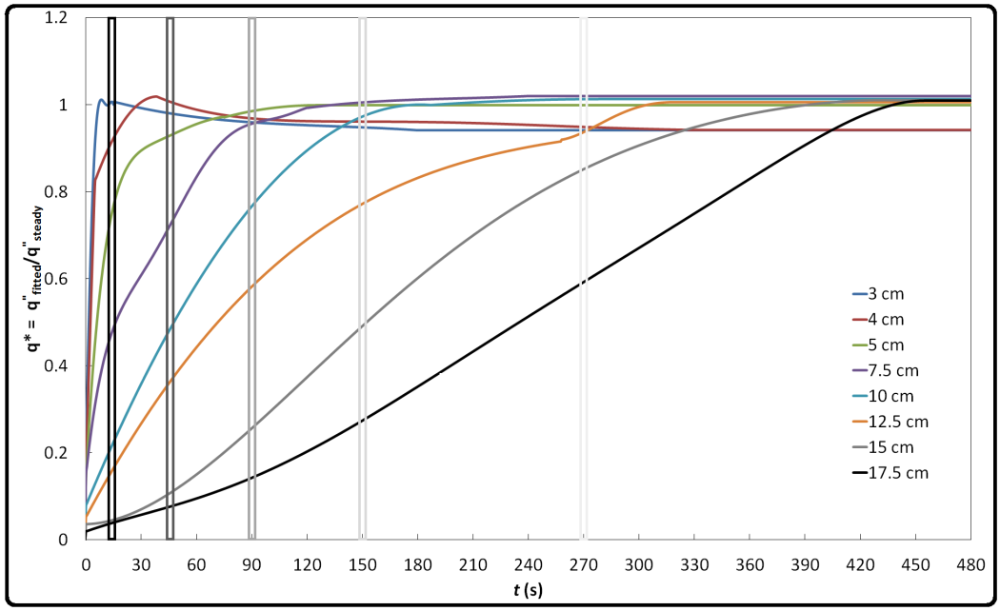 1.2
1
0.8
0.6
0.4
0.2
0
q* = q"fitted/q"steady
0 30 60 90 120 150 180 210 240 270 300 330 360 390 420 450 480
t (s)
3 cm
4 cm
5 cm
7.5 cm
10 cm
12.5 cm
15 cm
17.5 cm